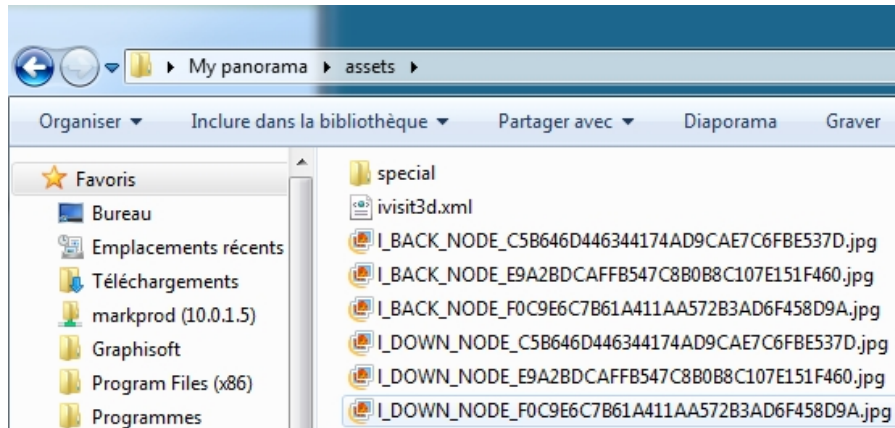 My panorama assets
Organiser Inclure dans la bibliothèque Partager avec Diaporama Graver
Favoris
Bureau
Emplacements récents
Téléchargements
markprod (10.0.1.5)
Graphisoft
Program Files (x86)
Programmes
special
ivisit3d.xml
I_BACK_NODE_C5B646D446344174AD9CAE7C6FBE537D.jpg
I_BACK_NODE_E9A2BDCAFFB547C8B0B8C107E151F460.jpg
I_BACK_NODE_F0C9E6C7B61A411AA572B3AD6F458D9A.jpg
I_DOWN_NODE_C5B646D446344174AD9CAE7C6FBE537D.jpg
I_DOWN_NODE_E9A2BDCAFFB547C8B0B8C107E151F460.jpg
I_DOWN_NODE_F0C9E6C7B61A411AA572B3AD6F458D9A.jpg